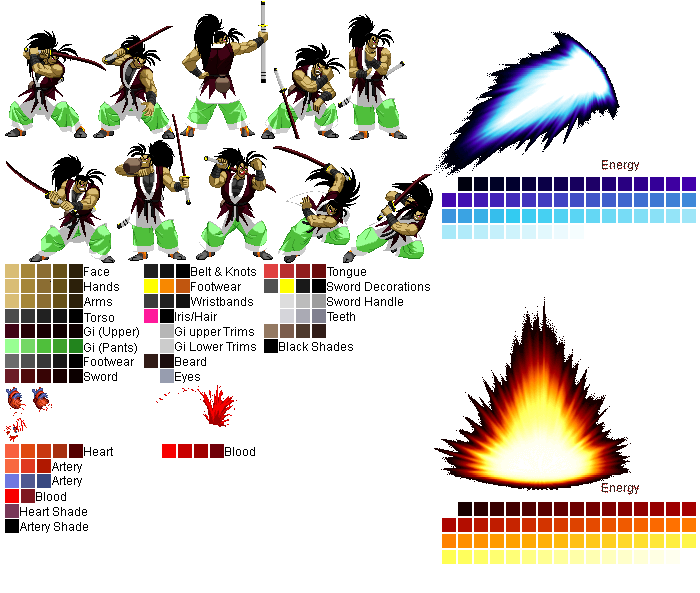 Energy
Face
Belt & Knots
Tongue
Hands
Footwear
Sword Decorations
Arms
Wristbands
Sword Handle
Torso
Iris/Hair
Teeth
Gi (Upper)
Gi upper Trims
Gi (Pants)
Gi Lower Trims
Black Shades
Footwear
Beard
Sword
Eyes
Heart
Blood
Artery
Artery
Blood
Heart Shade
Artery Shade
Energy